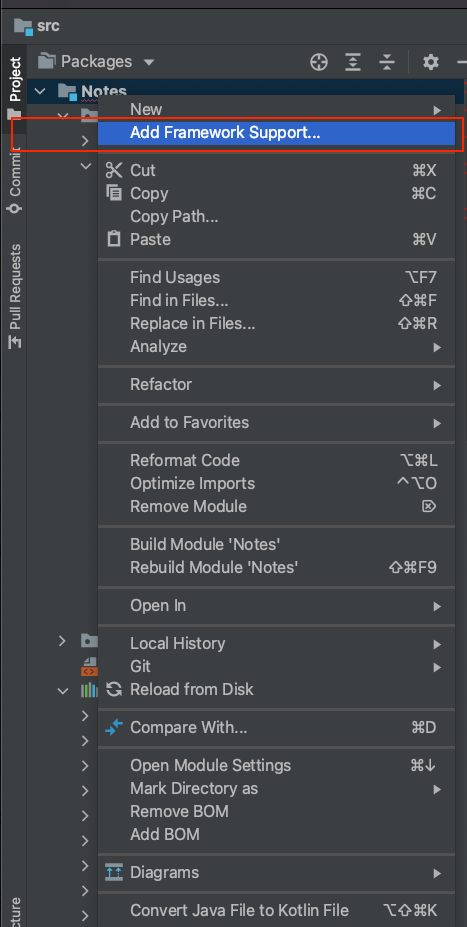 src
Project
Packages
Notes
New
Add Framework Support...
Commit
Cut ⌘X
Copy ⌘C
Copy Path...
Paste ⌘V
Pull Requests
Find Usages ⌥F7
Find in Files... ⇧⌘F
Replace in Files... ⇧⌘R
Analyze
Refactor
Add to Favorites
Reformat Code ⌥⌘L
Optimize Imports ^⌥O
Remove Module ⌦
Build Module 'Notes'
Rebuild Module 'Notes' ⇧⌘F9
Open In
Local History
Git
Reload from Disk
Compare With... ⌘D
Open Module Settings ⌘↓
Mark Directory as
Remove BOM
Add BOM
Diagrams
Convert Java File to Kotlin File ⌥⇧⌘K
cture